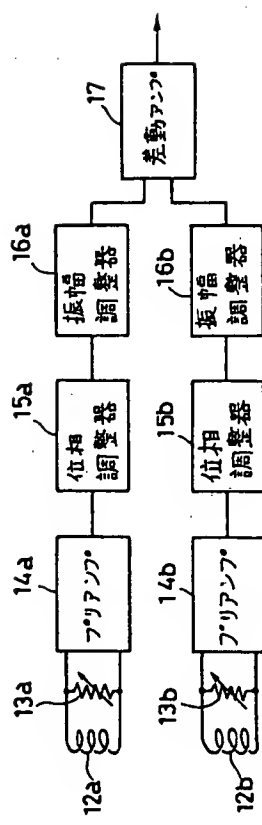 12a
13a
14a
プリアンプ
15a
位相
調整器
16a
振幅
調整器
12b
13b
14b
プリアンプ
15b
位相
調整器
16b
振幅
調整器
17
差動アンプ